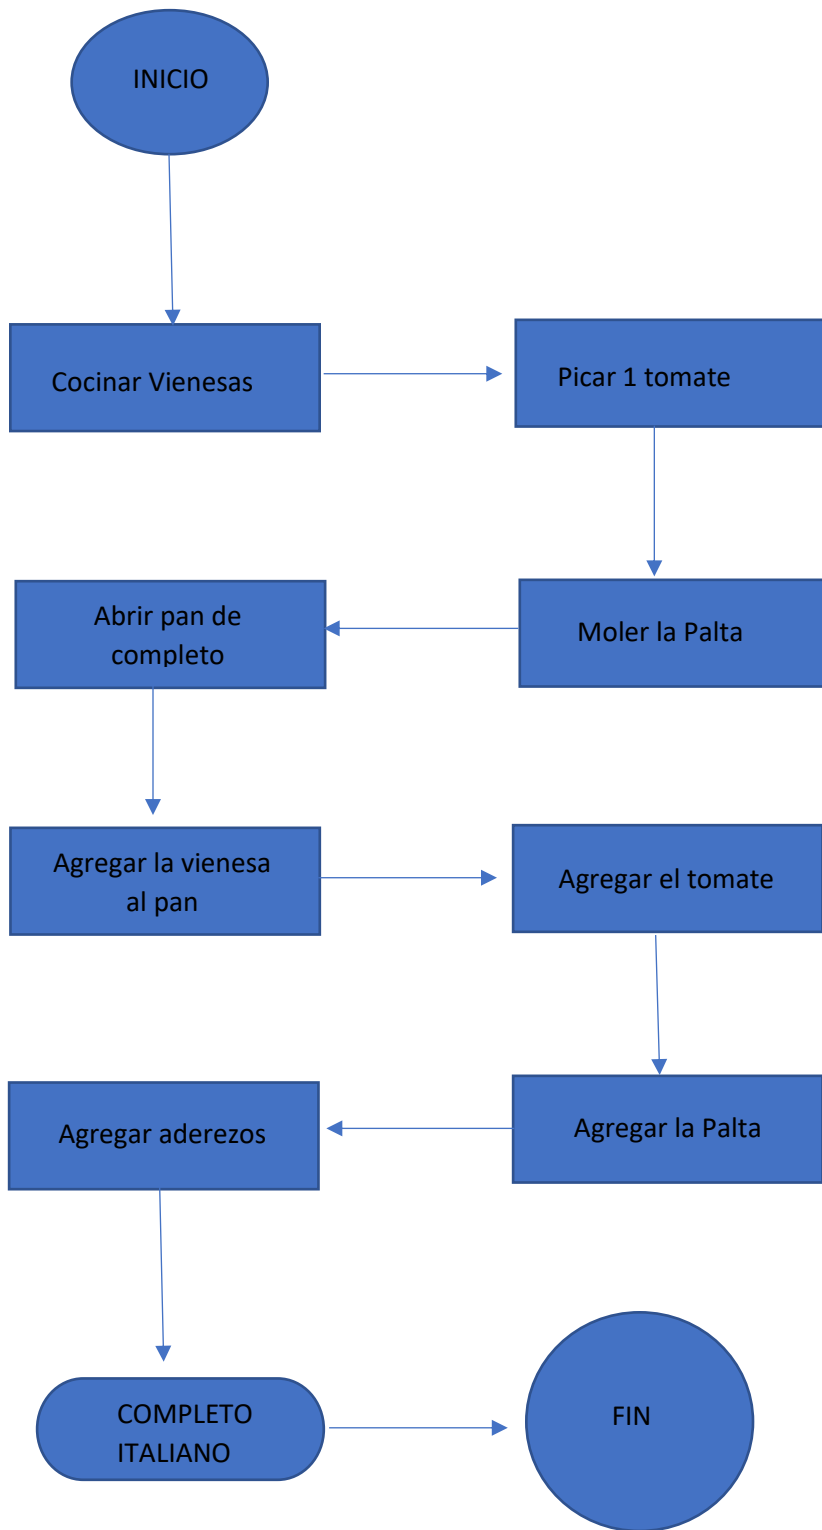 INICIO
Cocinar Vienesas
Picar 1 tomate
Moler la Palta
Abrir pan de
completo
Agregar la vienesa
al pan
Agregar el tomate
Agregar la Palta
Agregar aderezos
COMPLETO
ITALIANO
FIN